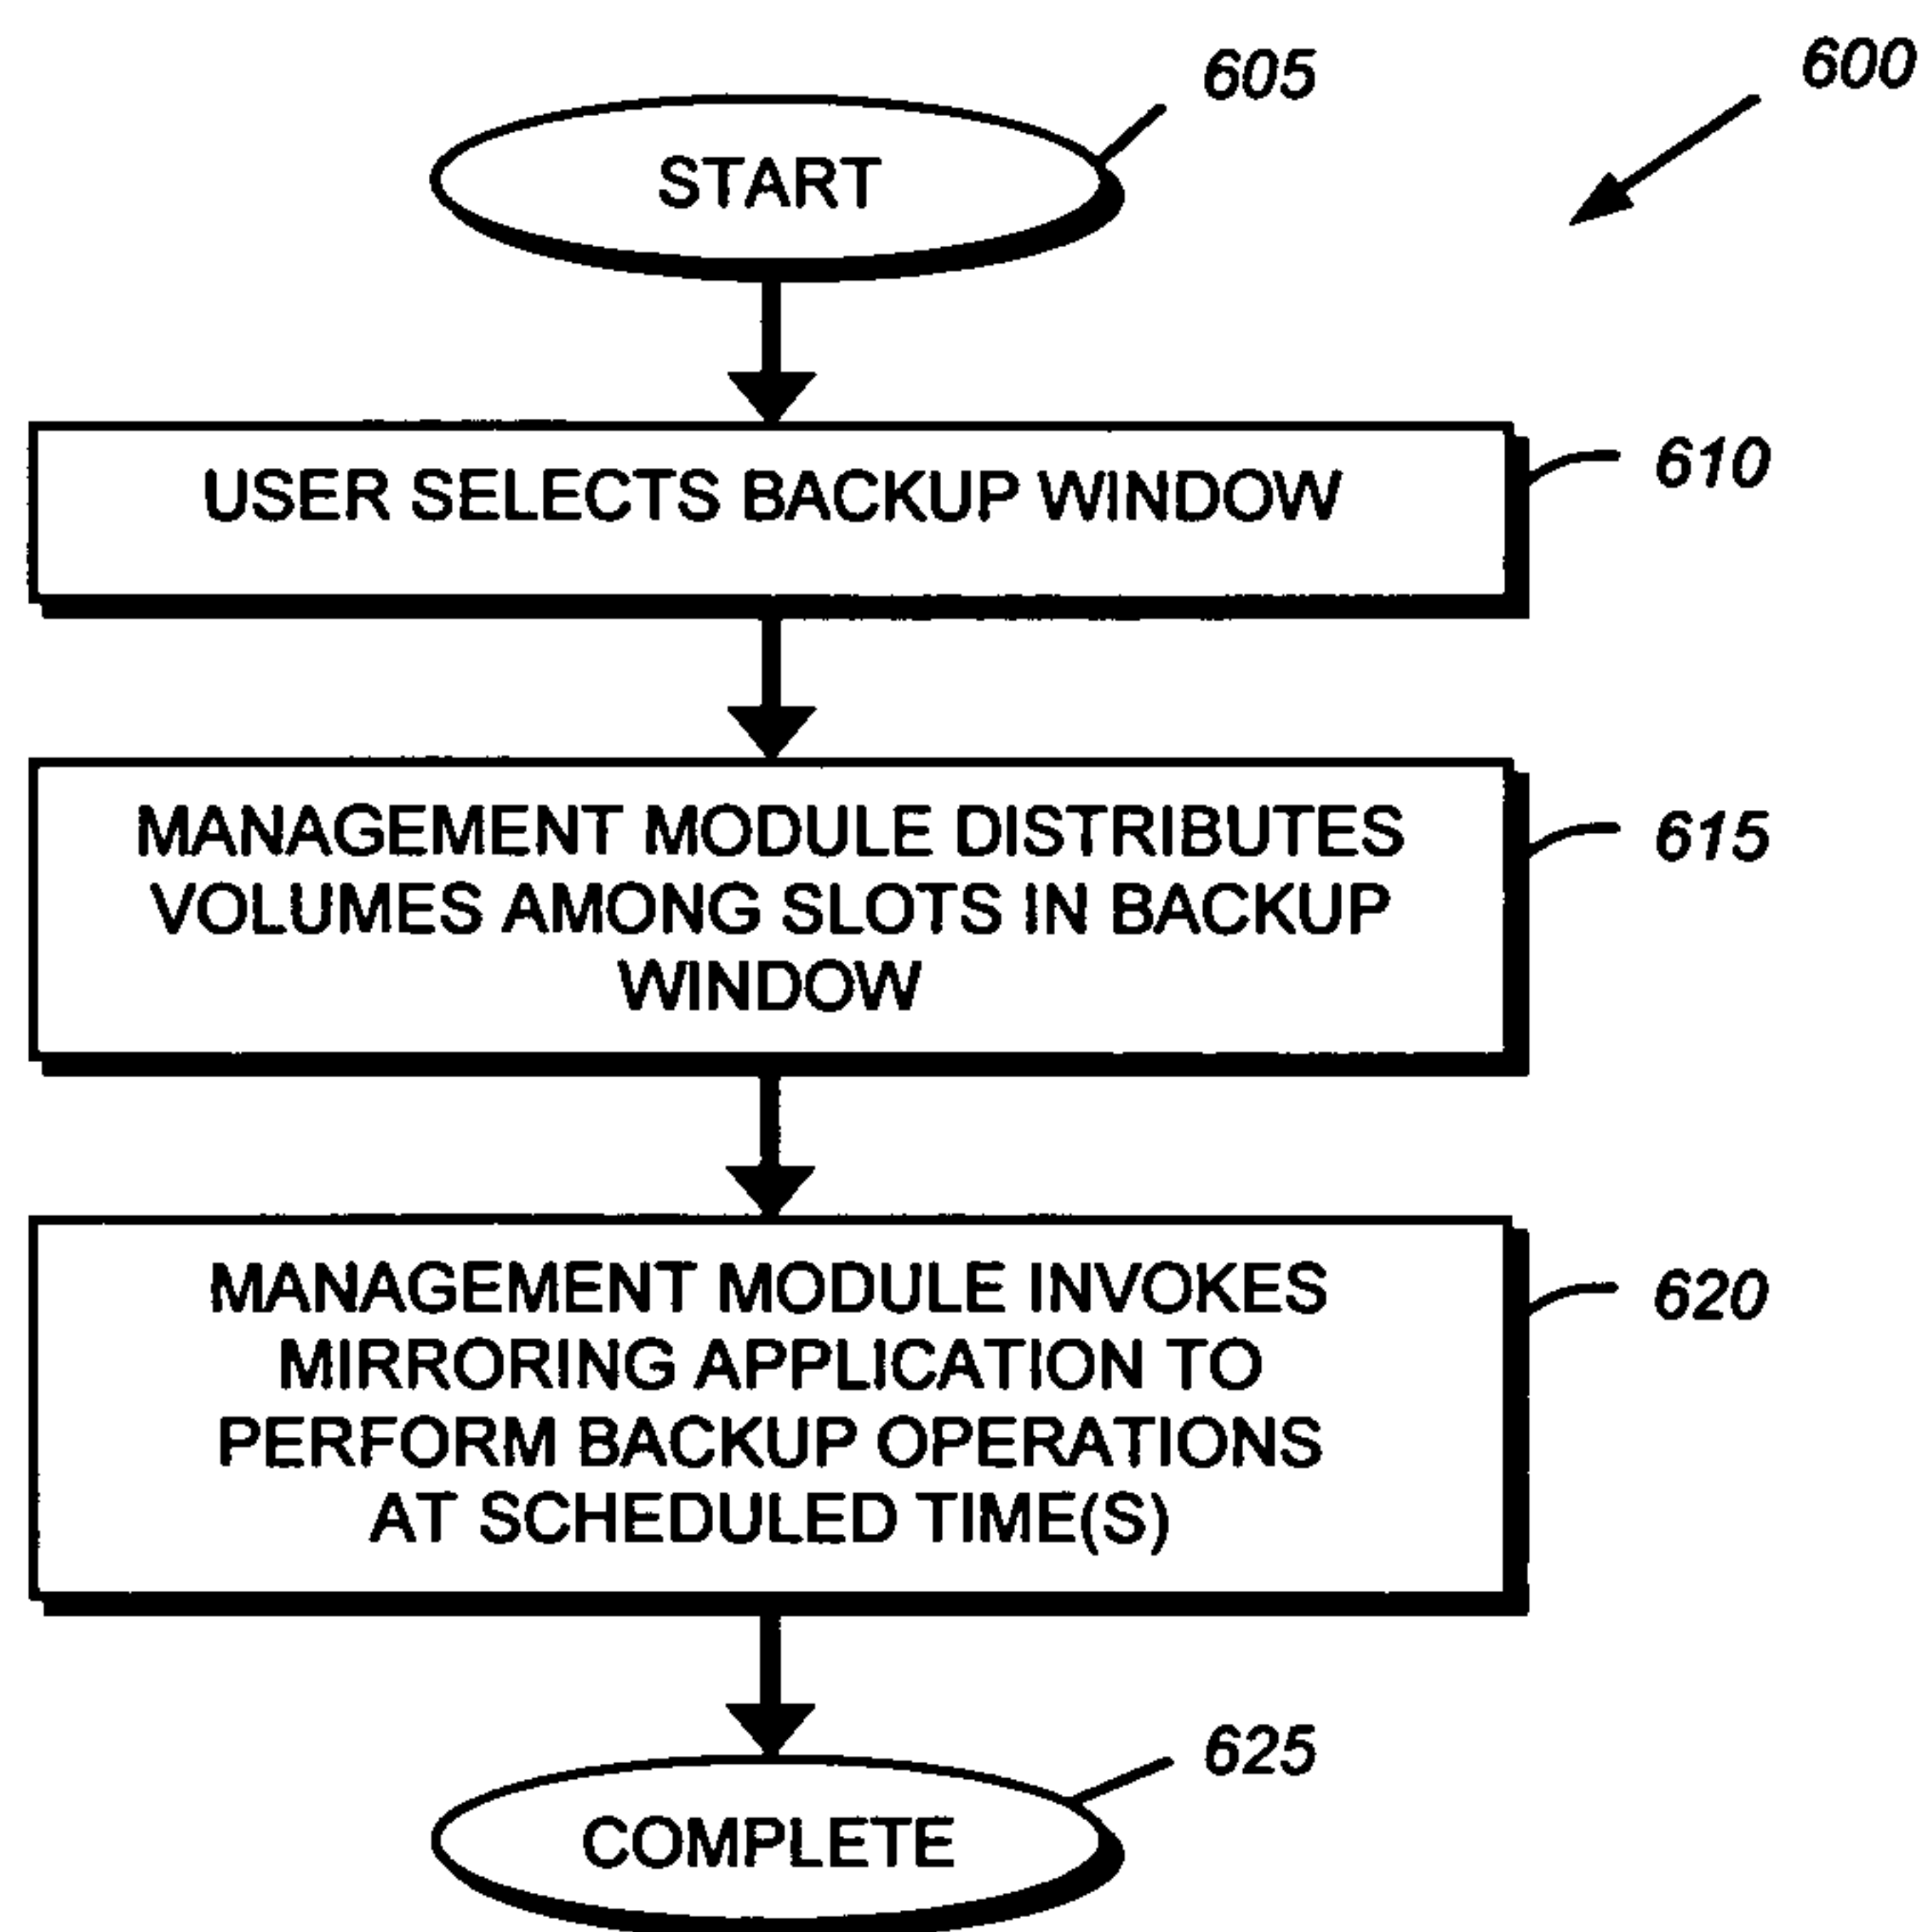 605
600
START
USER SELECTS BACKUP WINDOW
610
MANAGEMENT MODULE DISTRIBUTES
VOLUMES AMONG SLOTS IN BACKUP
WINDOW
615
MANAGEMENT MODULE INVOKES
MIRRORING APPLICATION TO
PERFORM BACKUP OPERATIONS
AT SCHEDULED TIME(S)
620
625
COMPLETE